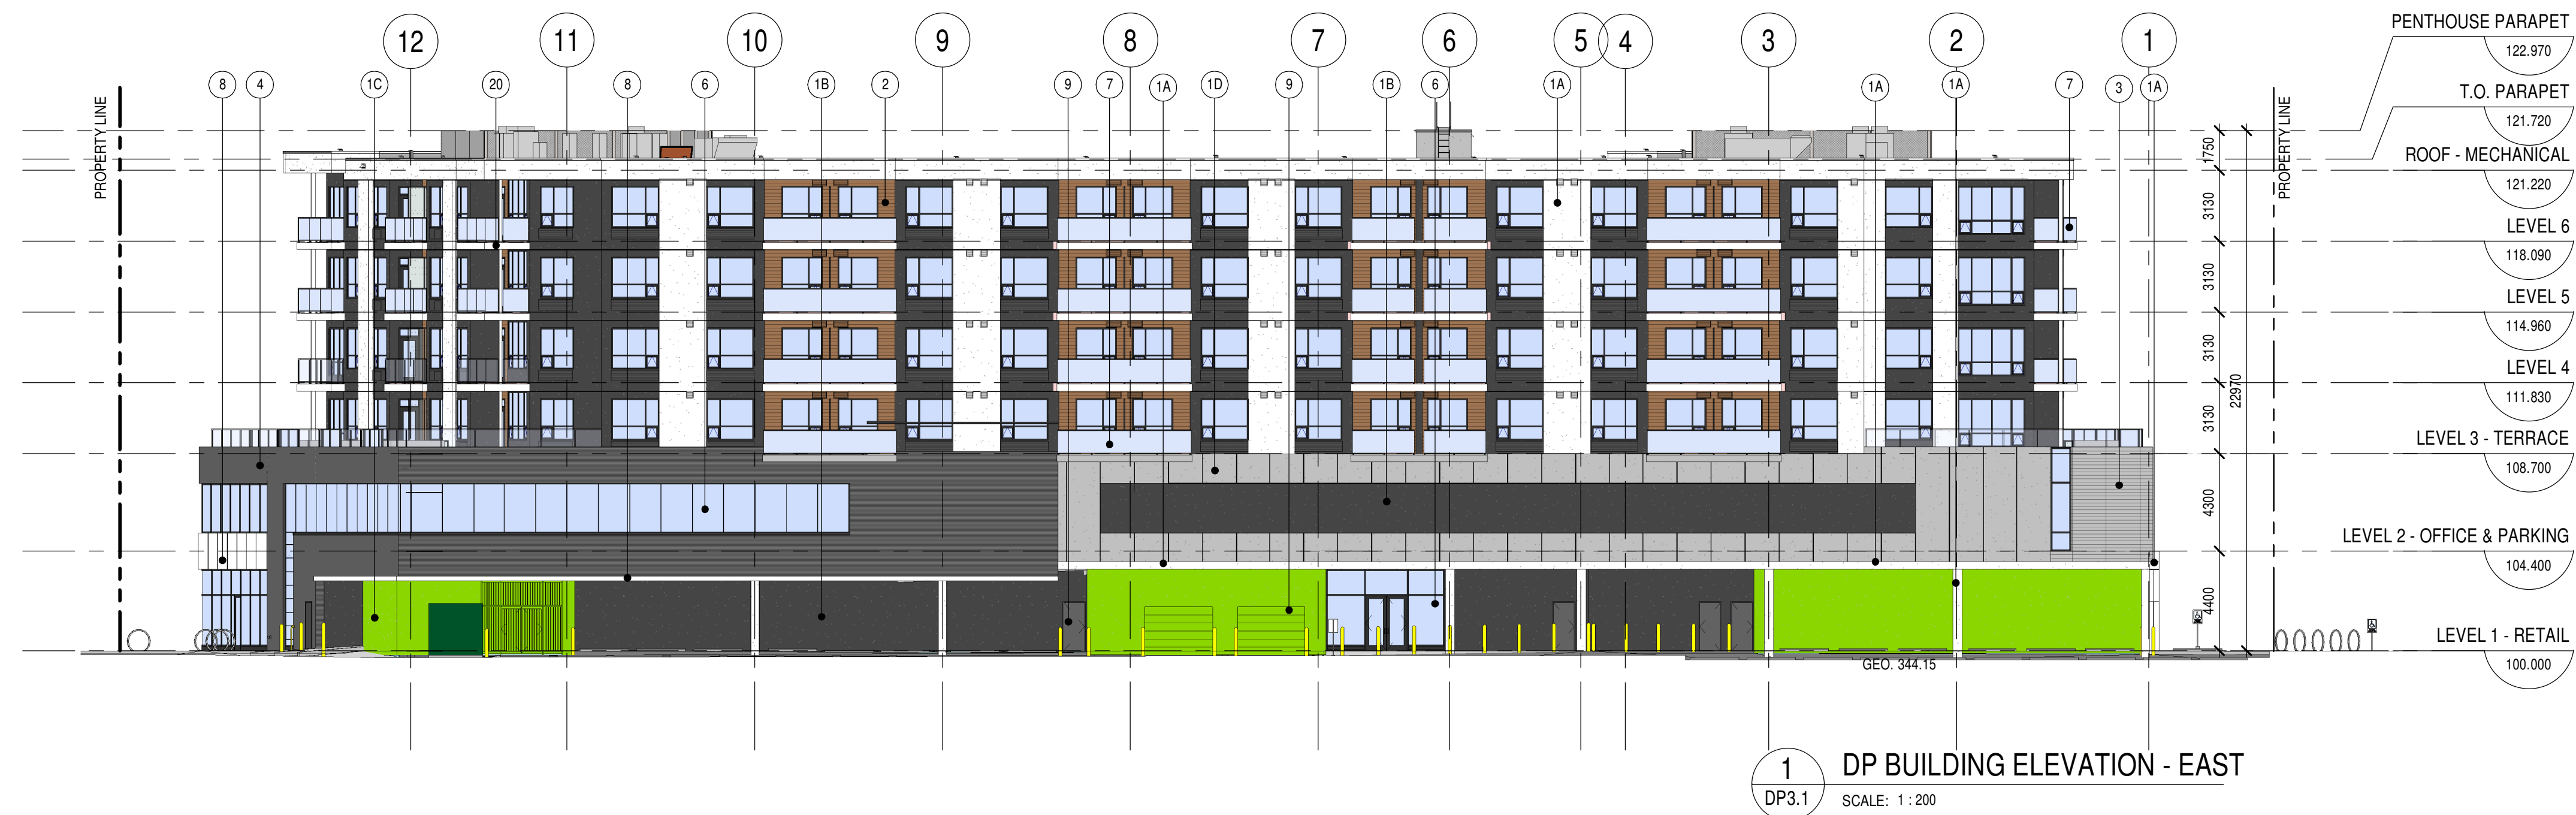 12 11 10 9 8 7 6 5 4 3 2 1
8 4 1C 20 8 6 1B 2 9 7 1A 1D 9 1B 6 1A 1A 1A 7 3 1A
PROPERTY LINE
PROPERTY LINE
PENTHOUSE PARAPET
122.970
T.O. PARAPET
121.720
1750
ROOF - MECHANICAL
121.220
3130
LEVEL 6
118.090
3130
LEVEL 5
114.960
3130
LEVEL 4
111.830
22970
3130
LEVEL 3 - TERRACE
108.700
4300
LEVEL 2 - OFFICE & PARKING
104.400
4400
LEVEL 1 - RETAIL
100.000
GEO. 344.15
1
DP3.1
DP BUILDING ELEVATION - EAST
SCALE: 1 : 200